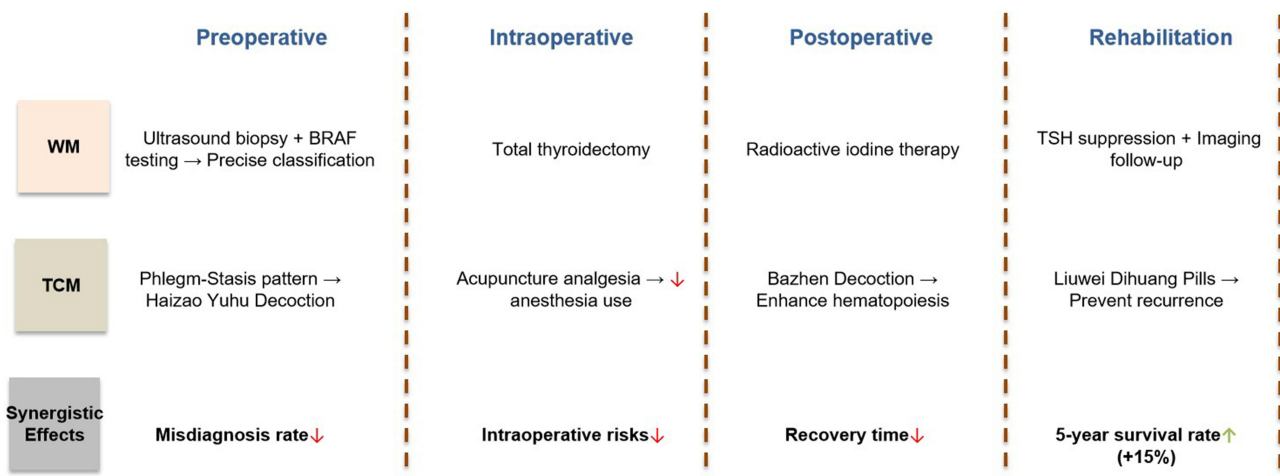 Preoperative
Intraoperative
Postoperative
Rehabilitation
WM
Ultrasound biopsy + BRAF
testing → Precise classification
Total thyroidectomy
Radioactive iodine therapy
TSH suppression + Imaging
follow-up
TCM
Phlegm-Stasis pattern →
Haizao Yuhu Decoction
Acupuncture analgesia → ↓
anesthesia use
Bazhen Decoction →
Enhance hematopoiesis
Liuwei Dihuang Pills →
Prevent recurrence
Synergistic
Effects
Misdiagnosis rate↓
Intraoperative risks↓
Recovery time↓
5-year survival rate↑
(+15%)